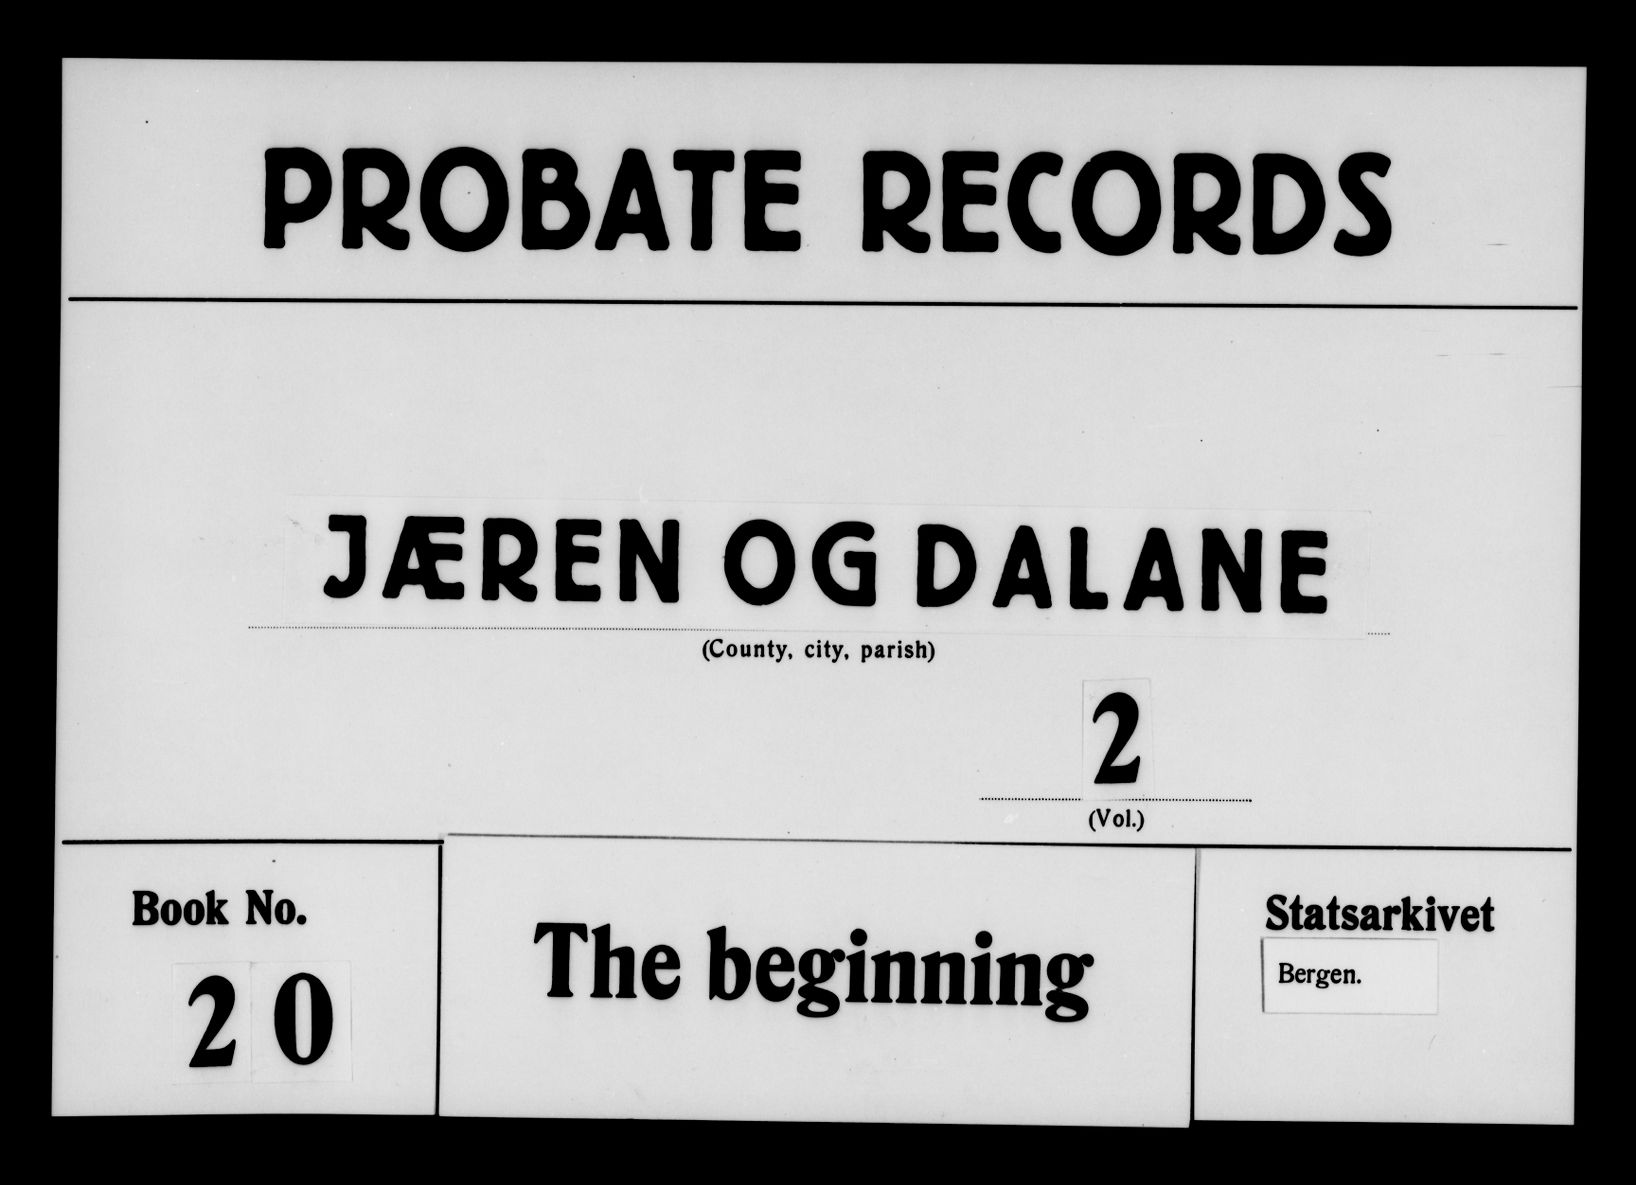 PROBATE RECORDS
JÆREN OG DALANE
(County, city, parish)
2
(Vol.)
Book No.
20
The beginning
Statsarkivet
Bergen.